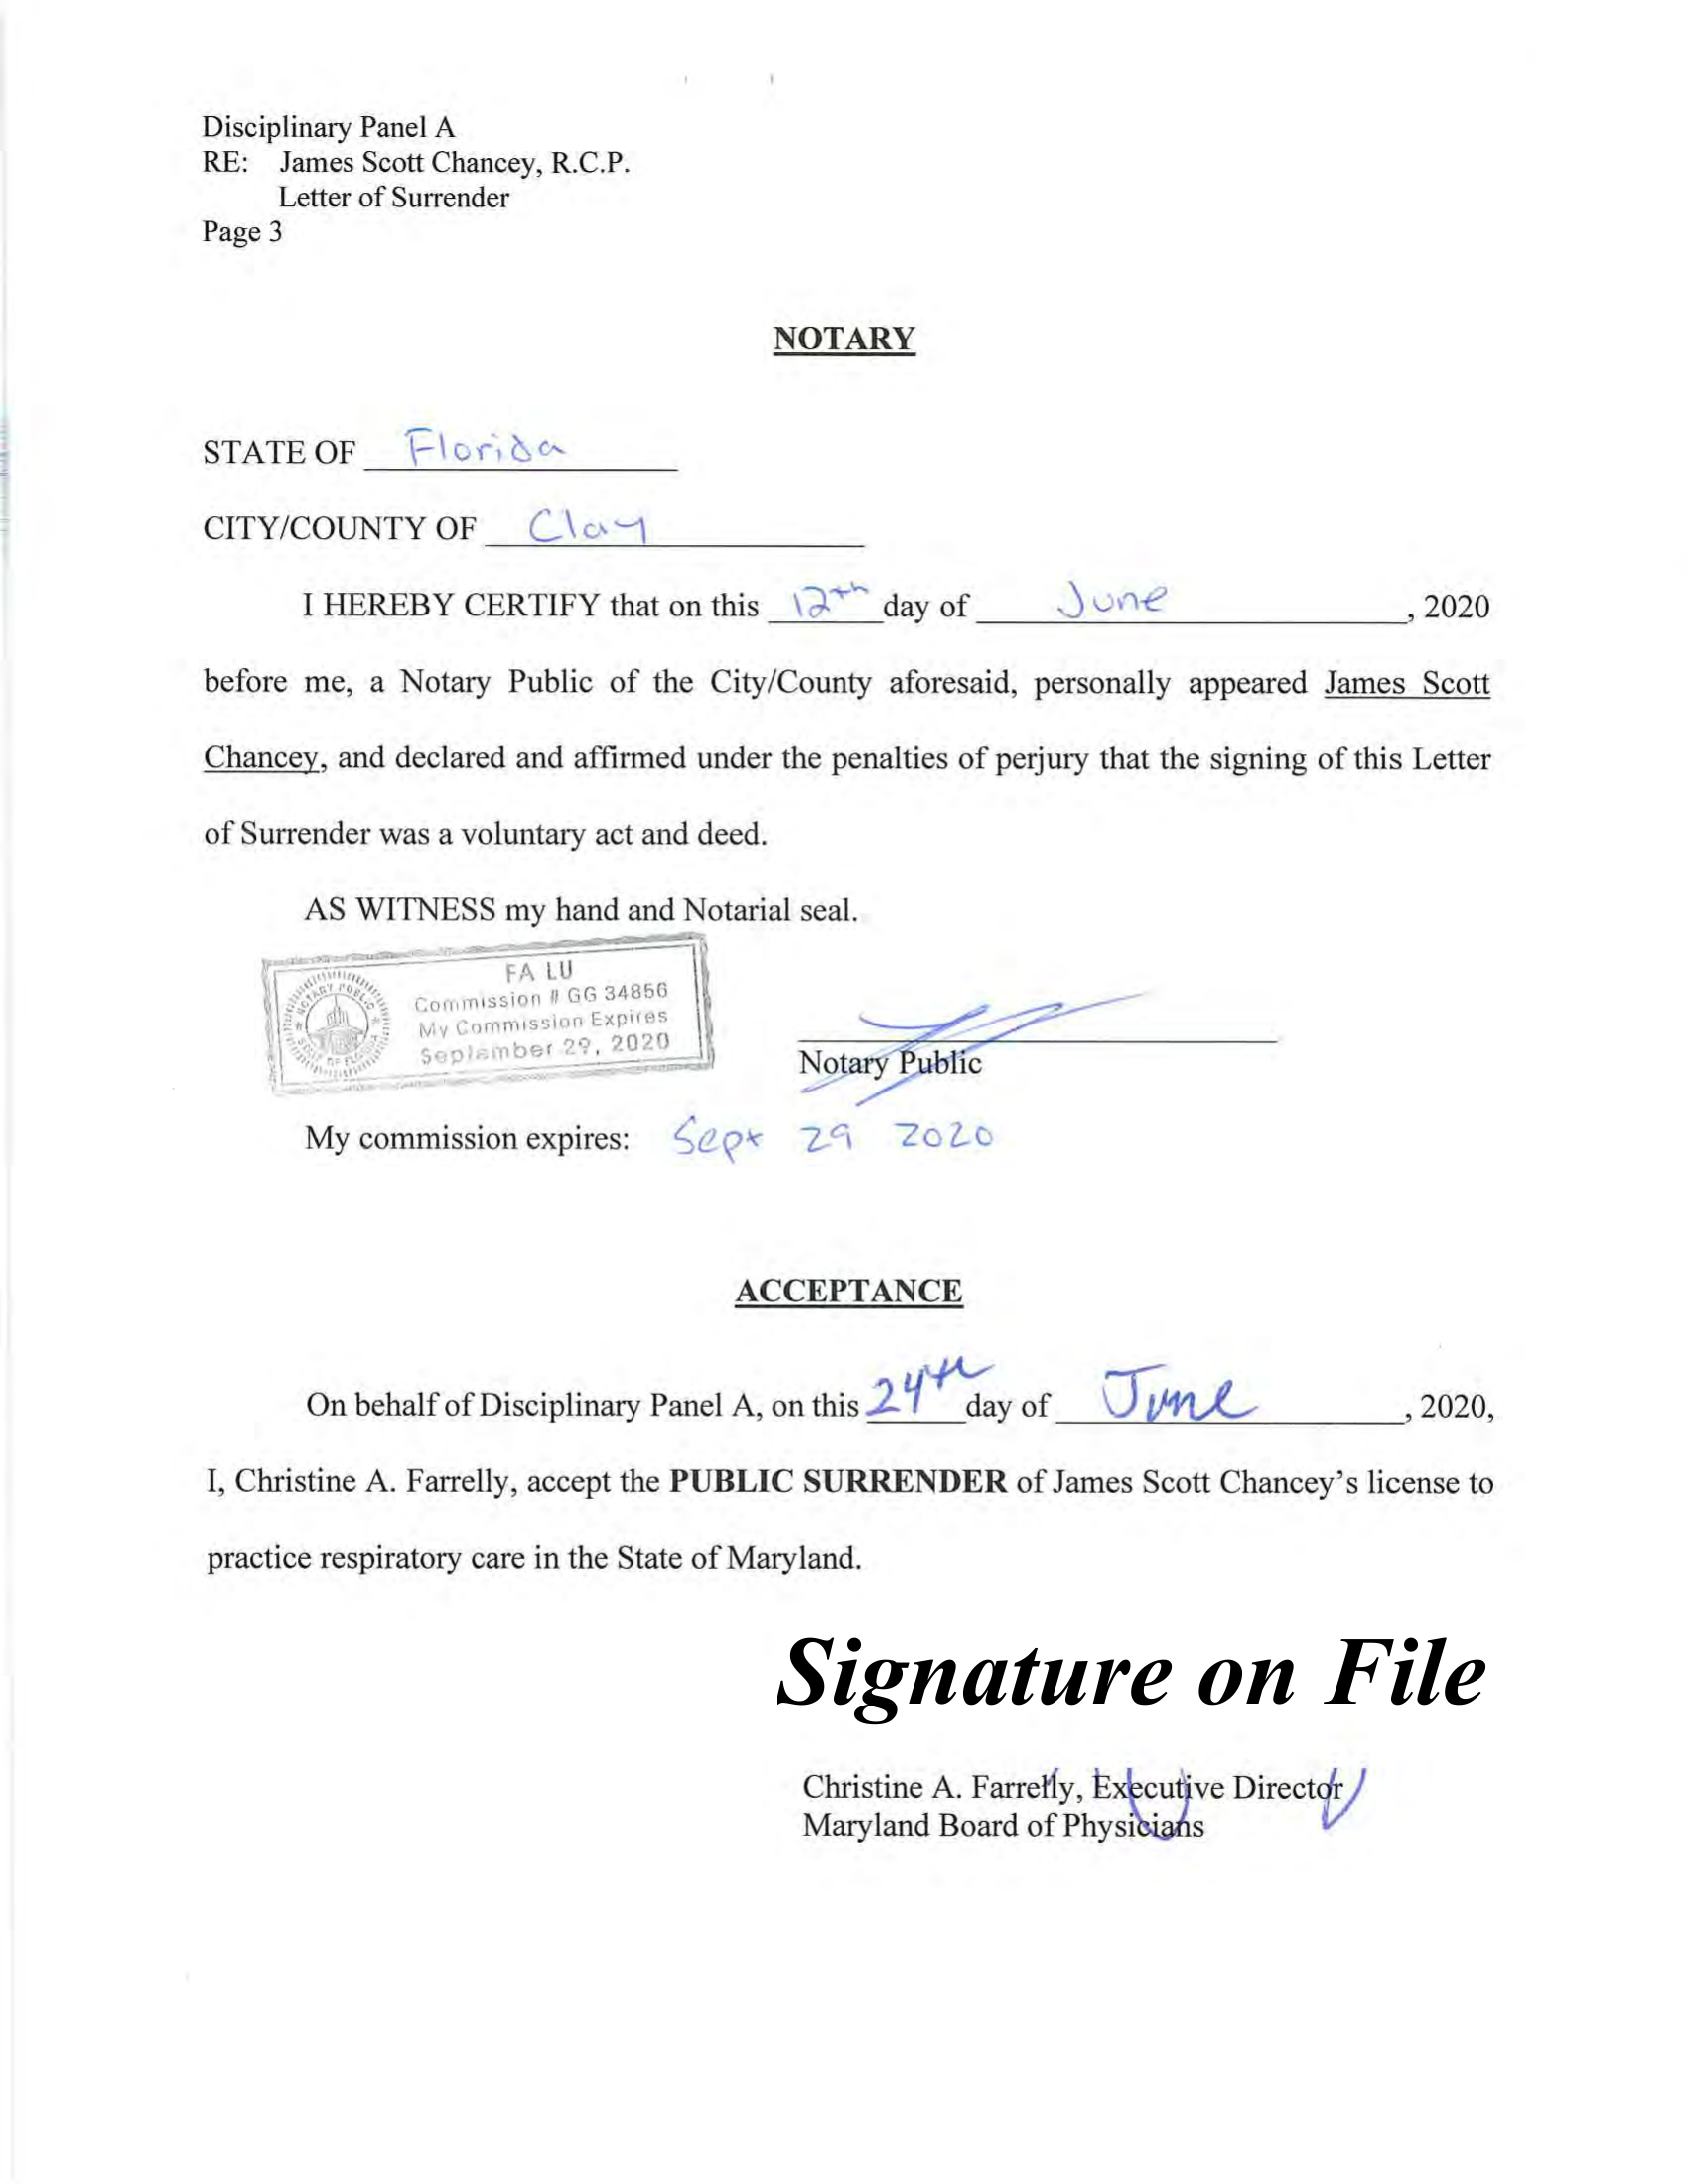 Disciplinary Panel A
RE: James Scott Chancey, R.C.P.
Letter of Surrender
Page 3
NOTARY
STATE OF Florida
CITY/COUNTY OF Clay
I HEREBY CERTIFY that on this 12th day of June, 2020
before me, a Notary Public of the City/County aforesaid, personally appeared James Scott
Chancey, and declared and affirmed under the penalties of perjury that the signing of this Letter
of Surrender was a voluntary act and deed.
AS WITNESS my hand and Notarial seal.
FA LU
Commission # GG 34856
My Commission Expires
September 29, 2020
NOTARY PUBLIC
STATE OF FLORIDA
Notary Public
My commission expires: Sept 29 2020
ACCEPTANCE
On behalf of Disciplinary Panel A, on this 24th day of June, 2020,
I, Christine A. Farrelly, accept the PUBLIC SURRENDER of James Scott Chancey’s license to
practice respiratory care in the State of Maryland.
Signature on File
Christine A. Farrelly, Executive Director
Maryland Board of Physicians